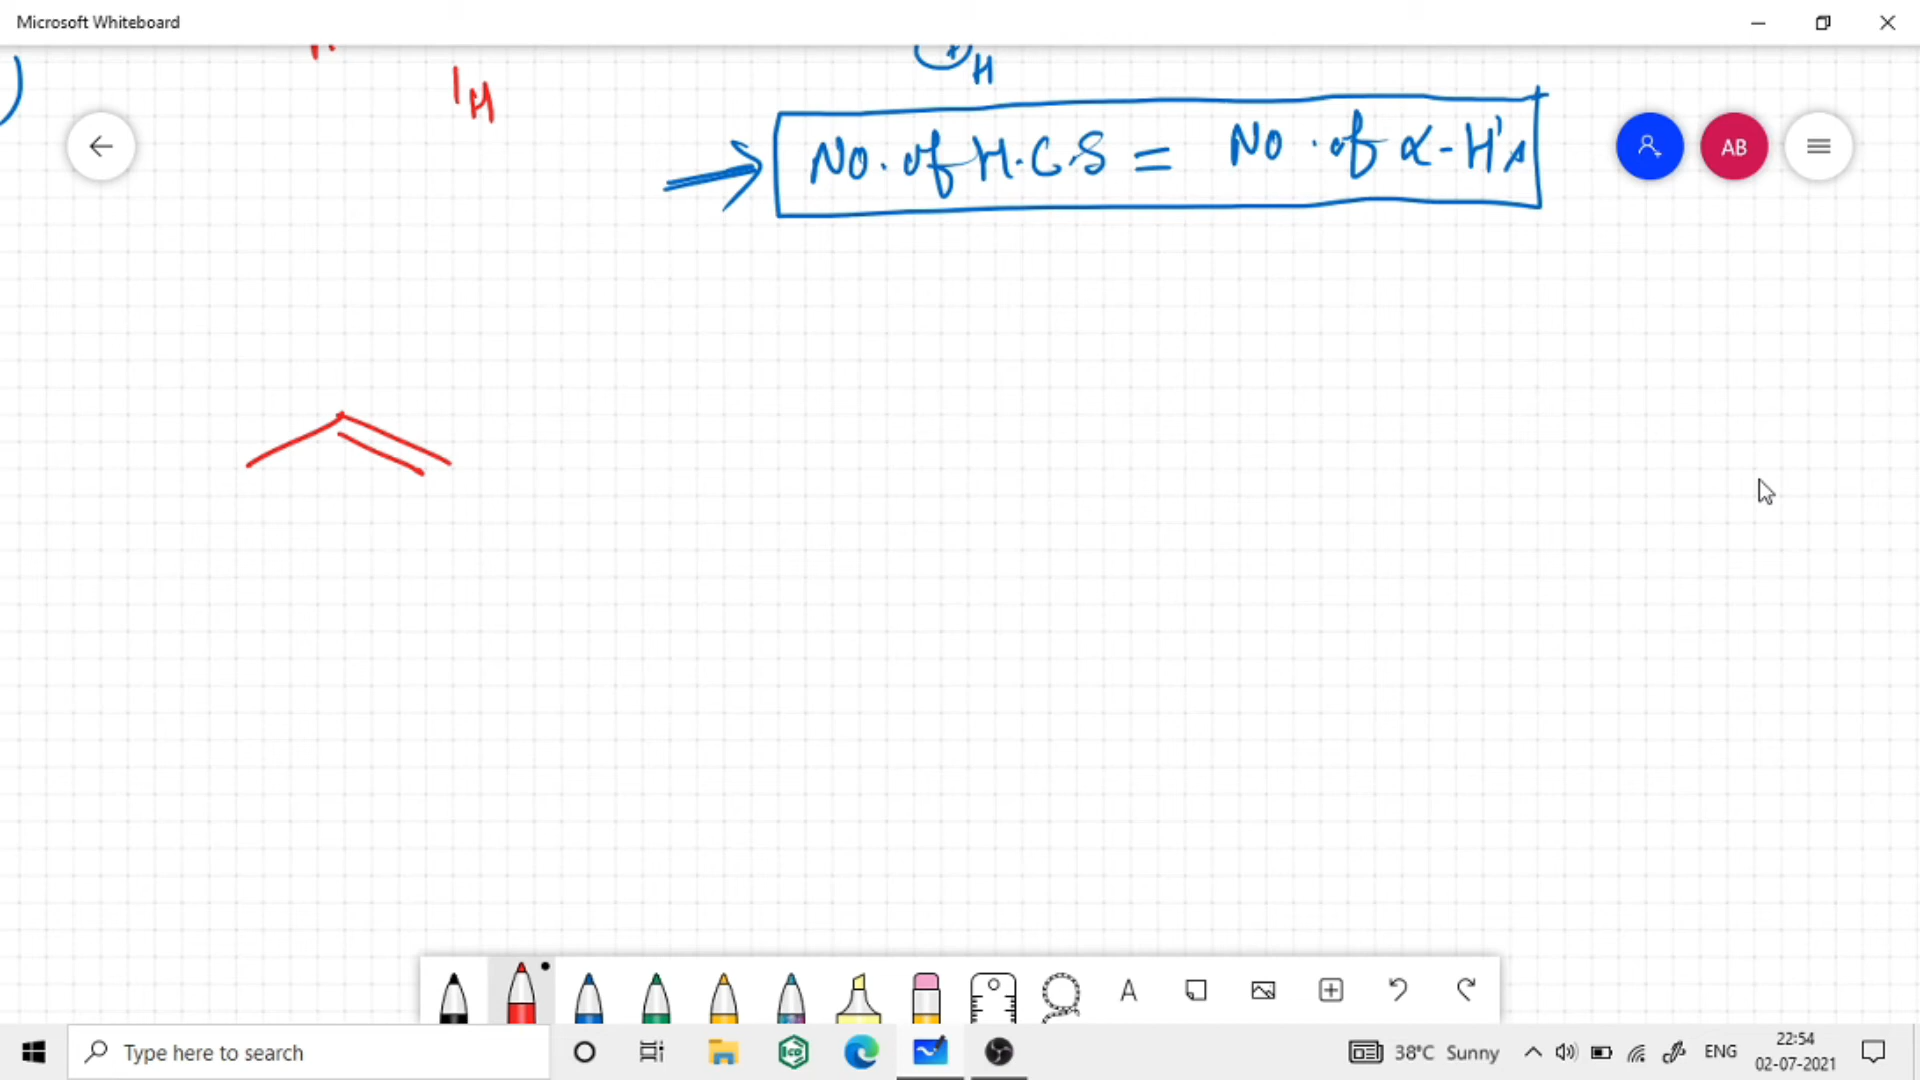 Microsoft Whiteboard
H
H
No. of H.C.S = No. of α-H's
AB
A
Type here to search
38°C Sunny
ENG
22:54
02-07-2021